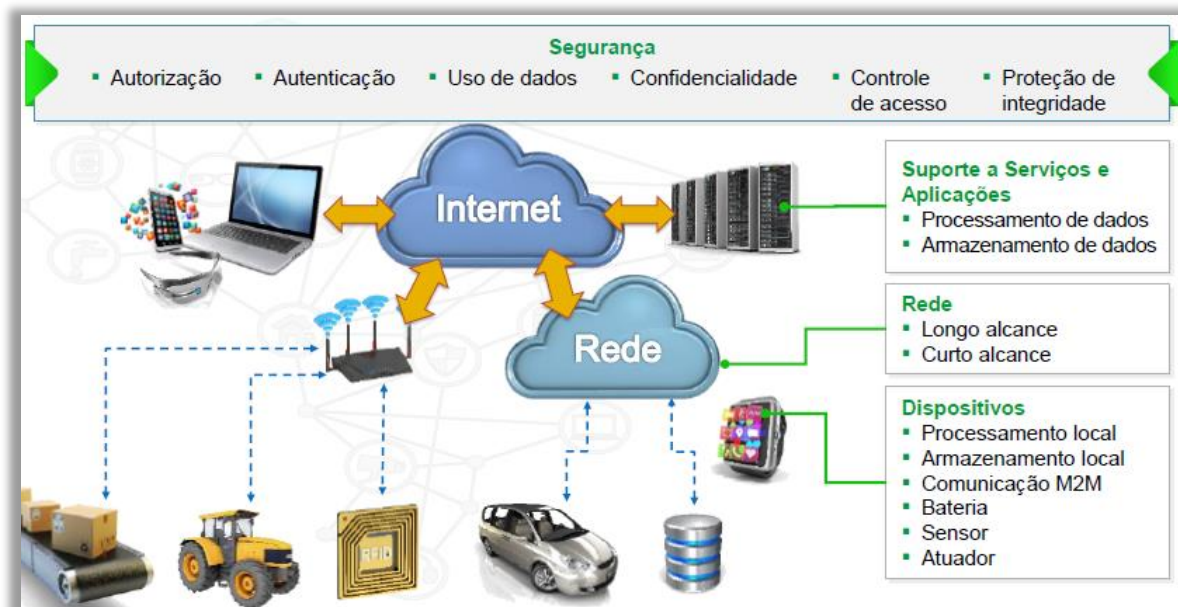 Segurança
▪ Autorização ▪ Autenticação ▪ Uso de dados ▪ Confidencialidade ▪ Controle de acesso ▪ Proteção de integridade
Internet
Rede
RFID
Suporte a Serviços e
Aplicações
▪ Processamento de dados
▪ Armazenamento de dados
Rede
▪ Longo alcance
▪ Curto alcance
Dispositivos
▪ Processamento local
▪ Armazenamento local
▪ Comunicação M2M
▪ Bateria
▪ Sensor
▪ Atuador